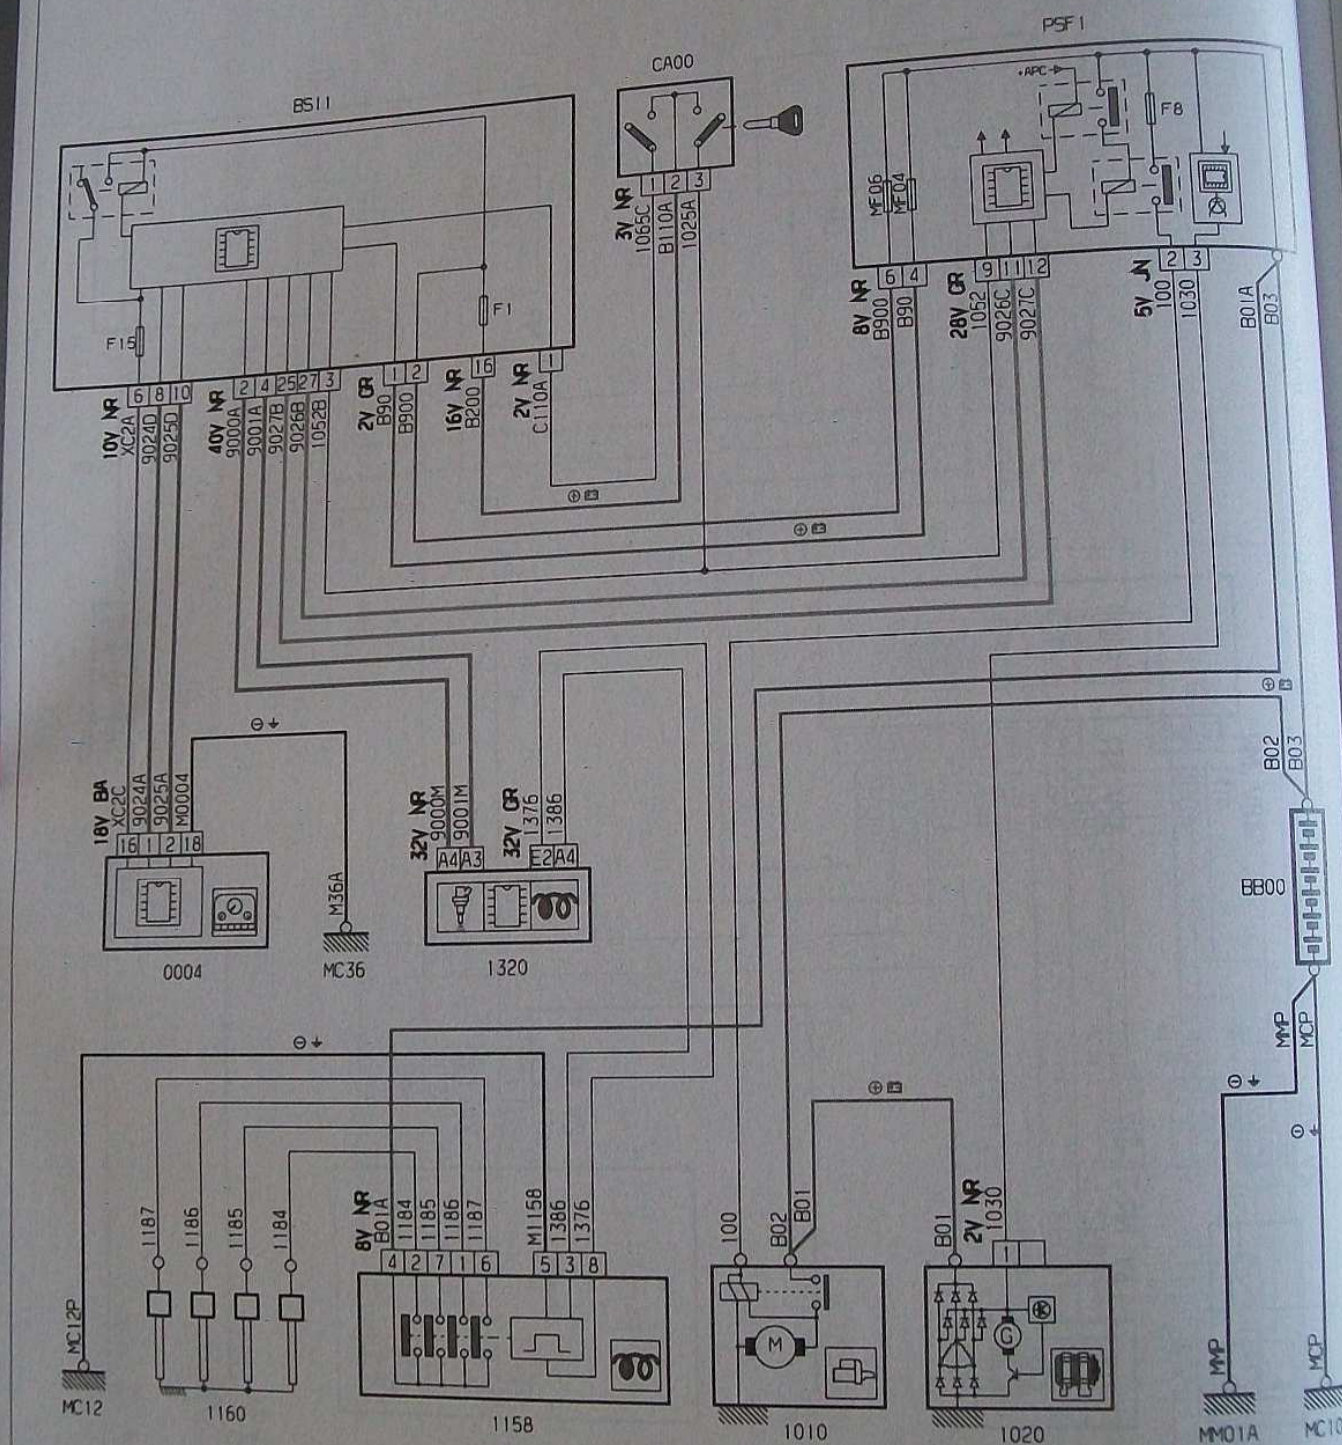 PSF1
CA00
BSI1
+APC
F8
MF06
MF04
F15
F1
1 2 3
3V NR
1065C
B110A
1025A
6 4
8V NR
B900
B90
9 11 12
28V GR
1052
9026C
9027C
2 3
5V JN
100
1030
B01A
B03
6 8 10
10V NR
XC2A
9024D
9025D
2 4 25 27 3
40V NR
9000A
9001A
9027B
9026B
1052B
1 2
2V GR
B90
B900
16
16V NR
B200
1
2V NR
C110A
B02
B03
BB00
18V BA
XC2C
9024A
9025A
M0004
16 1 2 18
0004
M36A
MC36
32V NR
9000M
9001M
A4 A3
32V GR
1376
1386
E2 A4
1320
MMP
MCP
1187
1186
1185
1184
8V NR
B01A
1184
1185
1186
1187
M1158
1386
1376
4 2 7 1 6
5 3 8
100
B02
B01
B01
2V NR
1030
1
MC12P
MC12
1160
1158
M
1010
G
1020
MMP
MM01A
MCP